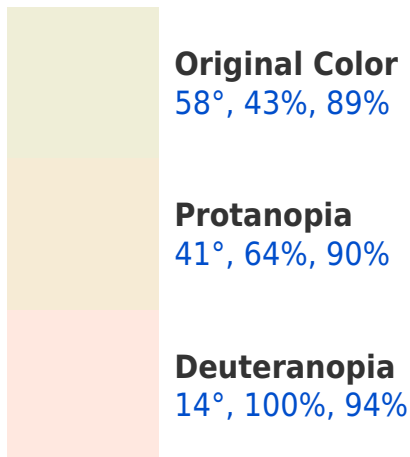 Original Color
58°, 43%, 89%
Protanopia
41°, 64%, 90%
Deuteranopia
14°, 100%, 94%